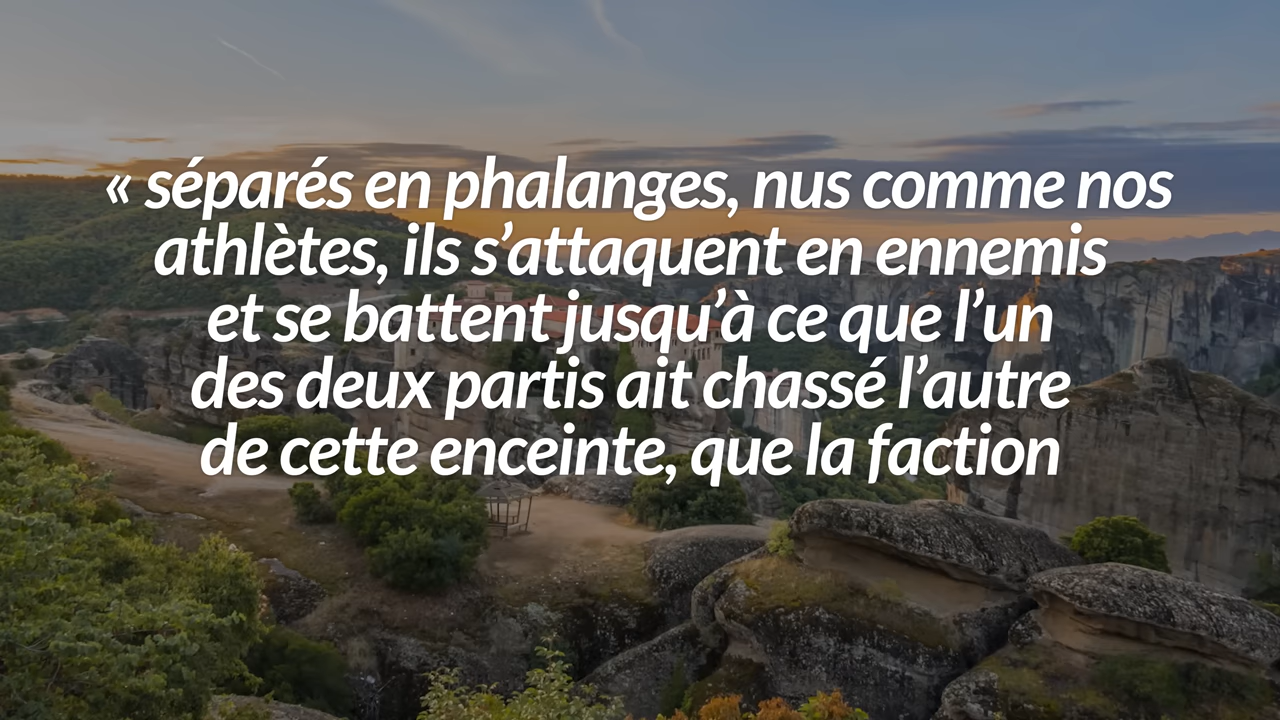 « séparés en phalanges, nus comme nos
athlètes, ils s’attaquent en ennemis
et se battent jusqu’à ce que l’un
des deux partis ait chassé l’autre
de cette enceinte, que la faction